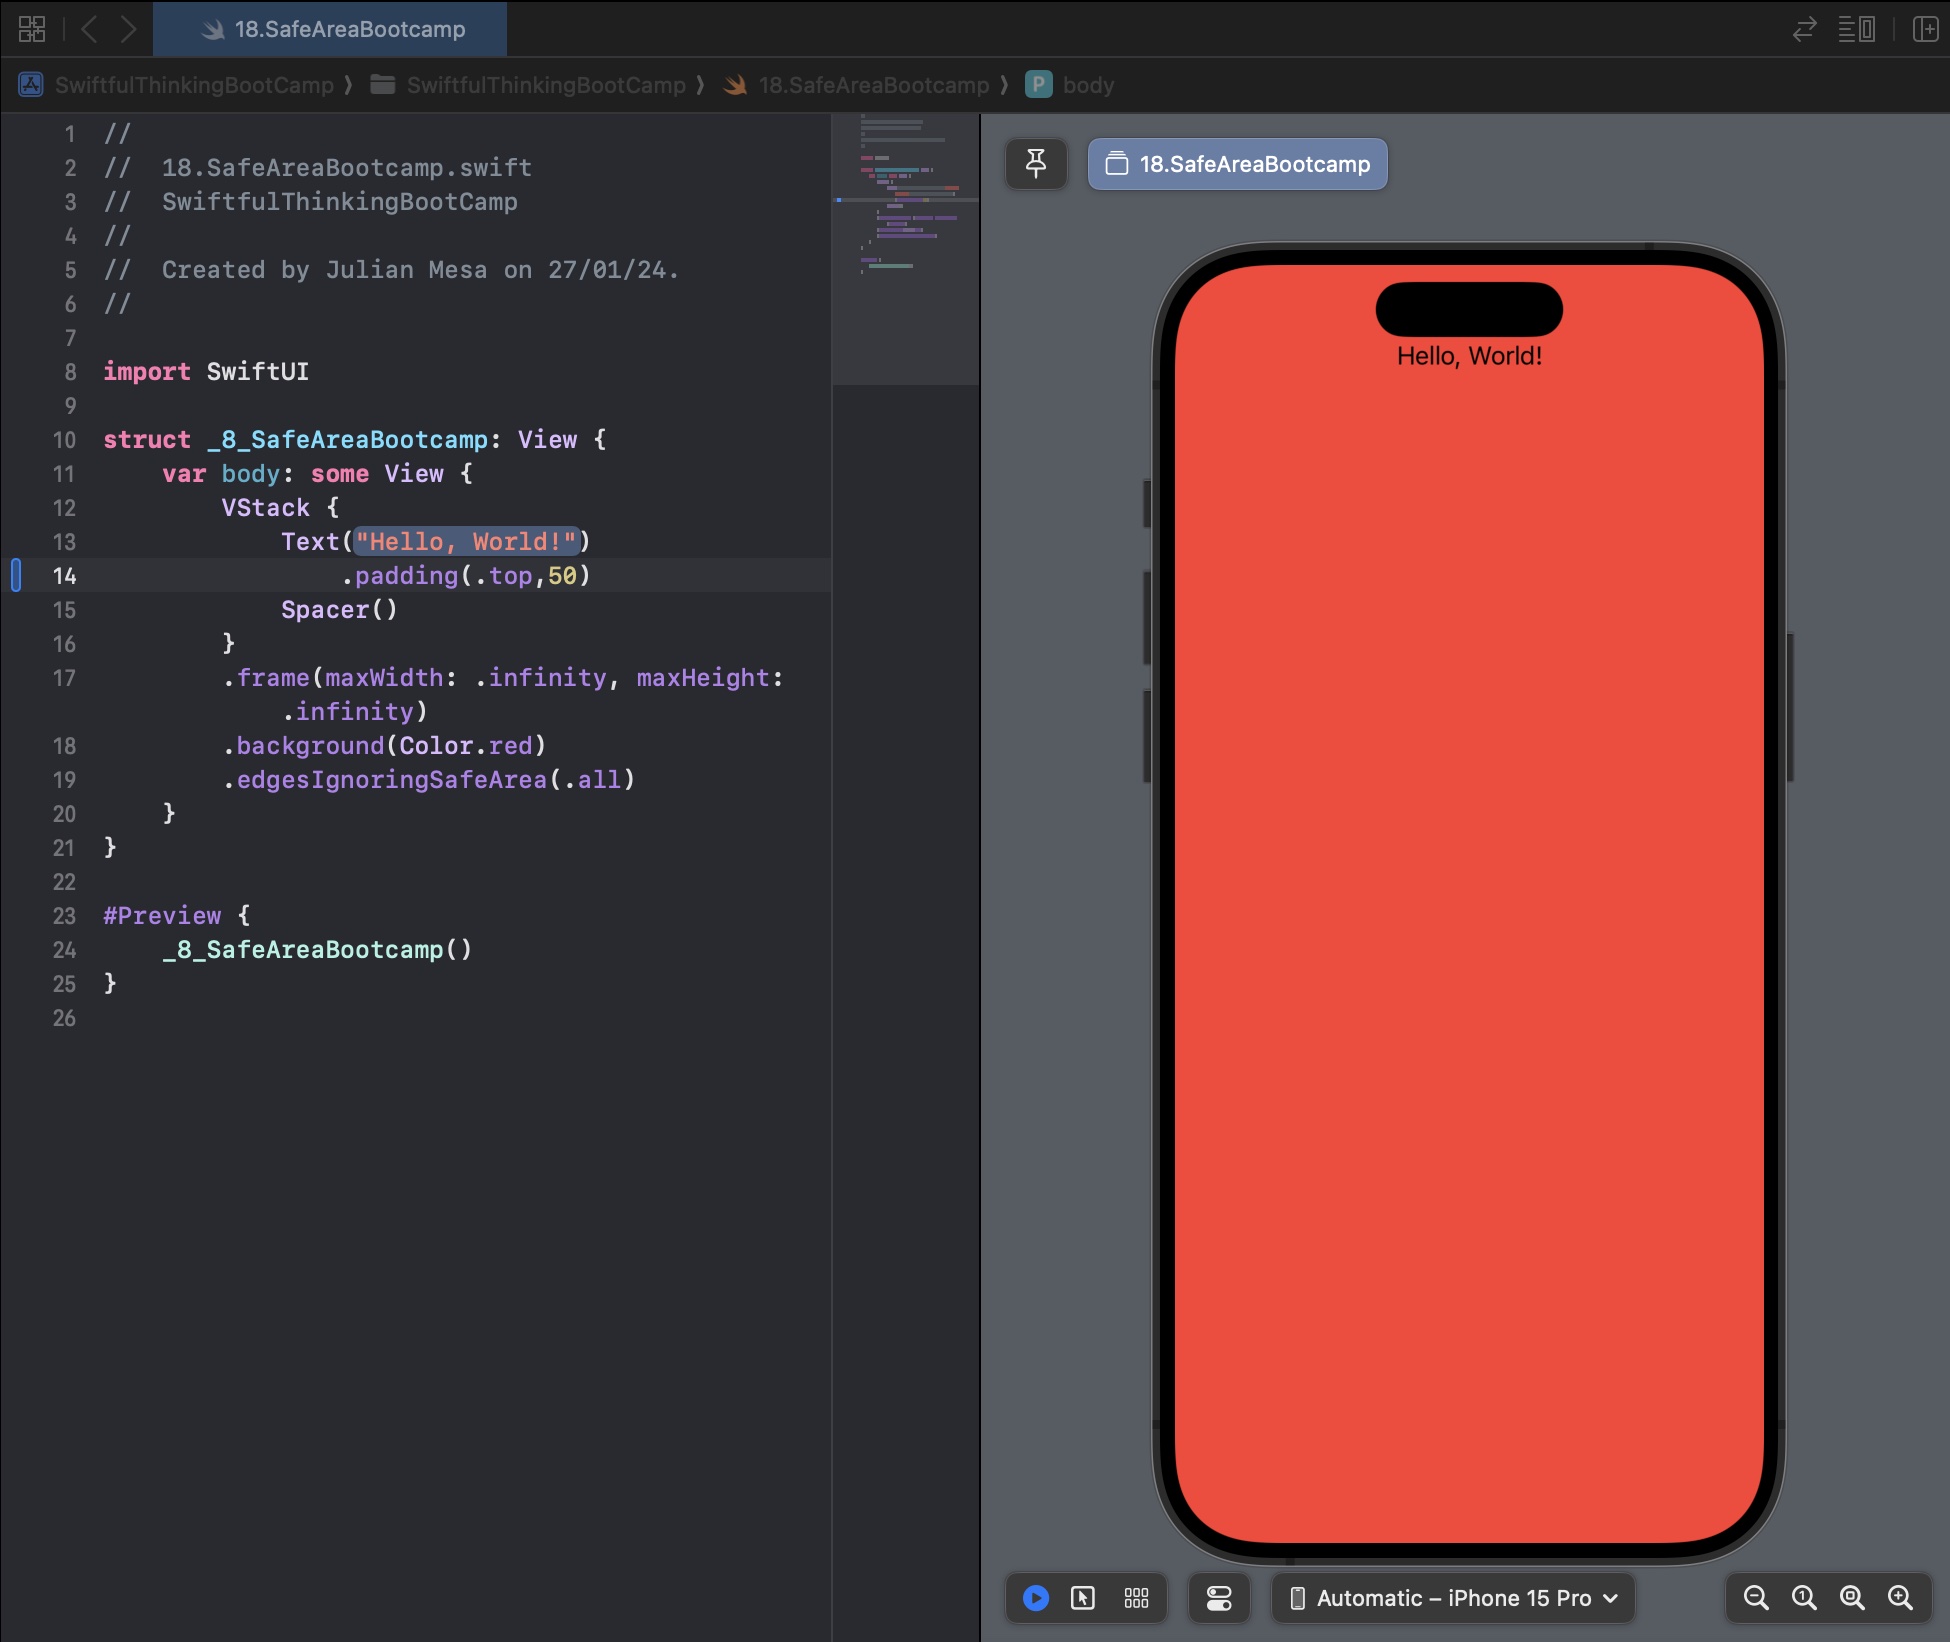 18.SafeAreaBootcamp
SwiftfulThinkingBootCamp ⟩ SwiftfulThinkingBootCamp ⟩ 18.SafeAreaBootcamp ⟩ P body
1 //
2 //  18.SafeAreaBootcamp.swift
3 //  SwiftfulThinkingBootCamp
4 //
5 //  Created by Julian Mesa on 27/01/24.
6 //
7
8 import SwiftUI
9
10 struct _8_SafeAreaBootcamp: View {
11     var body: some View {
12         VStack {
13             Text("Hello, World!")
14                 .padding(.top,50)
15             Spacer()
16         }
17         .frame(maxWidth: .infinity, maxHeight:
            .infinity)
18         .background(Color.red)
19         .edgesIgnoringSafeArea(.all)
20     }
21 }
22
23 #Preview {
24     _8_SafeAreaBootcamp()
25 }
26
18.SafeAreaBootcamp
Hello, World!
Automatic – iPhone 15 Pro